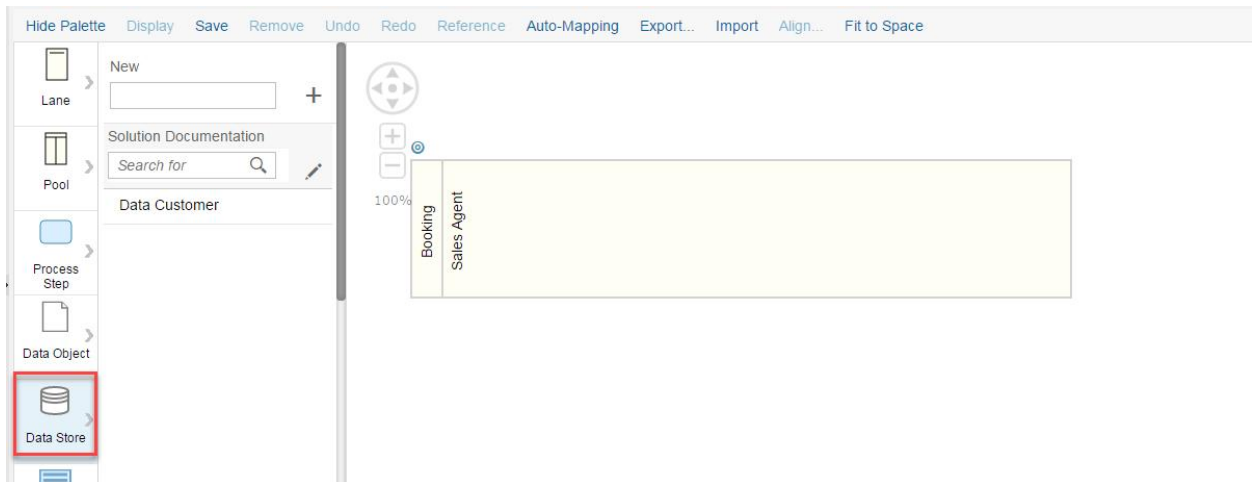 Hide Palette Display Save Remove Undo Redo Reference Auto-Mapping Export... Import Align... Fit to Space
Lane
Pool
Process
Step
Data Object
Data Store
New
+
Solution Documentation
Search for
Data Customer
100%
Booking
Sales Agent